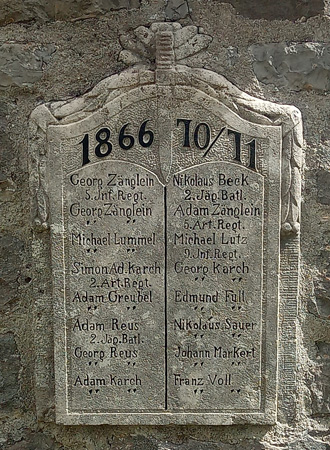 1866 70/71
Georg Zänglein
5. Inf. Regt.
Georg Zänglein
" "
Michael Lummel
" "
Simon Ad. Karch
2. Art. Regt.
Adam Greubel
" "
Adam Reus
2. Jäg. Batl.
Georg Reus
" "
Adam Karch
" "
Nikolaus Beck
2. Jäg. Batl.
Adam Zänglein
5. Art. Regt.
Michael Lutz
9. Inf. Regt.
Georg Karch
" "
Edmund Füll
" "
Nikolaus Sauer
" "
Johann Markert
" "
Franz Voll
" "